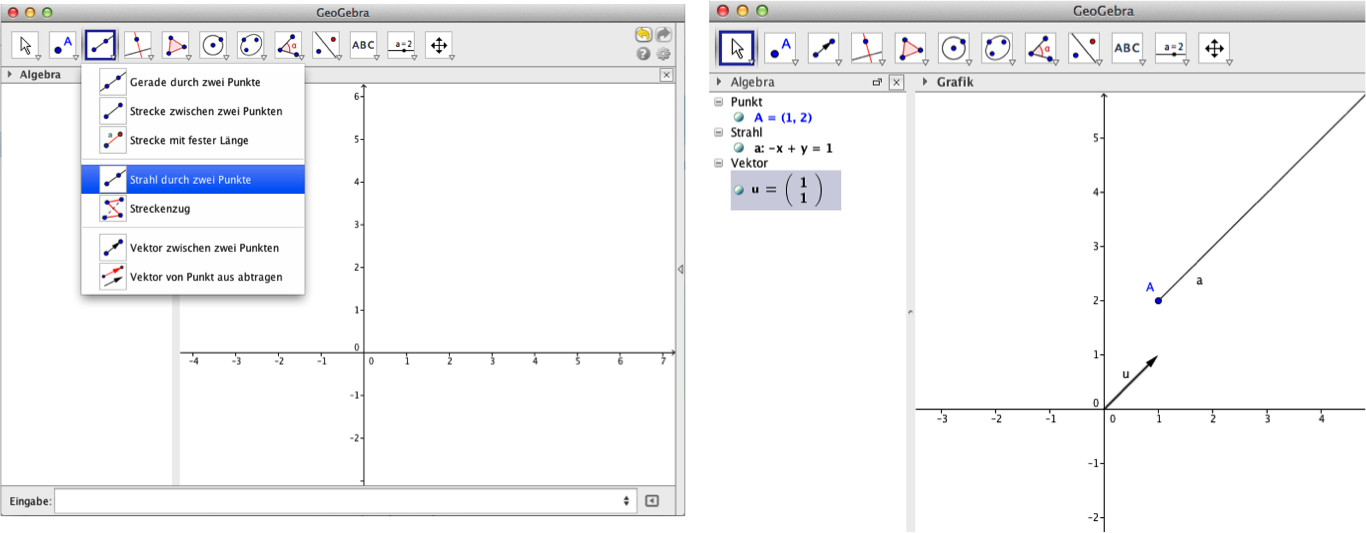 GeoGebra
A
α
ABC
a=2
Algebra
Gerade durch zwei Punkte
Strecke zwischen zwei Punkten
a
Strecke mit fester Länge
Strahl durch zwei Punkte
Streckenzug
Vektor zwischen zwei Punkten
Vektor von Punkt aus abtragen
6
5
4
3
2
1
0
-4 -3 -2 -1 0 1 2 3 4 5 6 7
-1
-2
Eingabe:
GeoGebra
A
α
ABC
a=2
Algebra
Grafik
Punkt
A = (1, 2)
Strahl
a: -x + y = 1
Vektor
u = ( 1
1 )
5
4
3
A
a
2
1
u
0
-3 -2 -1 0 1 2 3 4
-1
-2